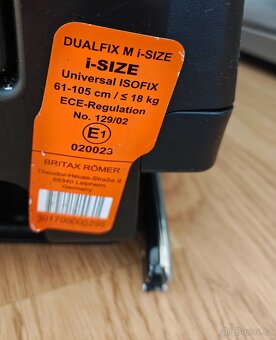 DUALFIX M i-SIZE
i-SIZE
Universal ISOFIX
61-105 cm / ≤ 18 kg
ECE-Regulation
No. 129/02
E1
020023
BRITAX RÖMER
Theodor-Heuss-Straße 9
89340 Leipheim
Germany